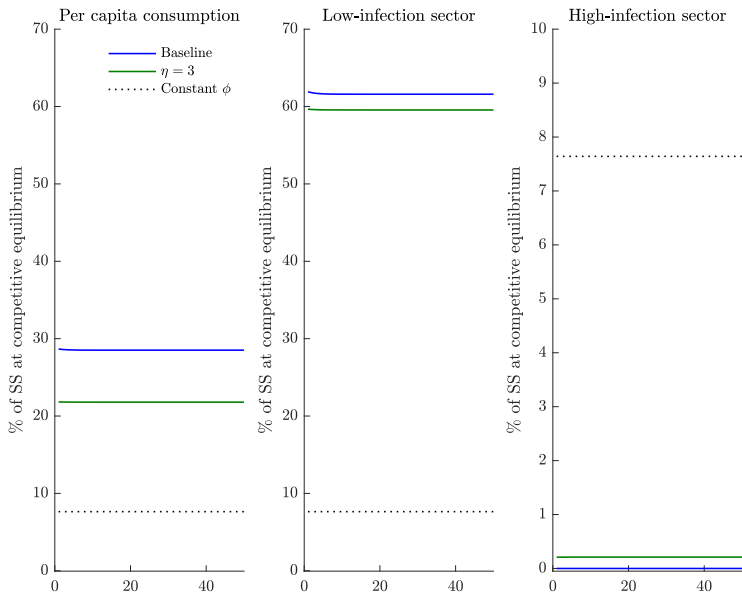 Per capita consumption
Low-infection sector
High-infection sector
Baseline
η = 3
Constant ϕ
% of SS at competitive equilibrium
70
60
50
40
30
20
10
0
0 20 40
% of SS at competitive equilibrium
70
60
50
40
30
20
10
0
0 20 40
% of SS at competitive equilibrium
10
9
8
7
6
5
4
3
2
1
0
0 20 40